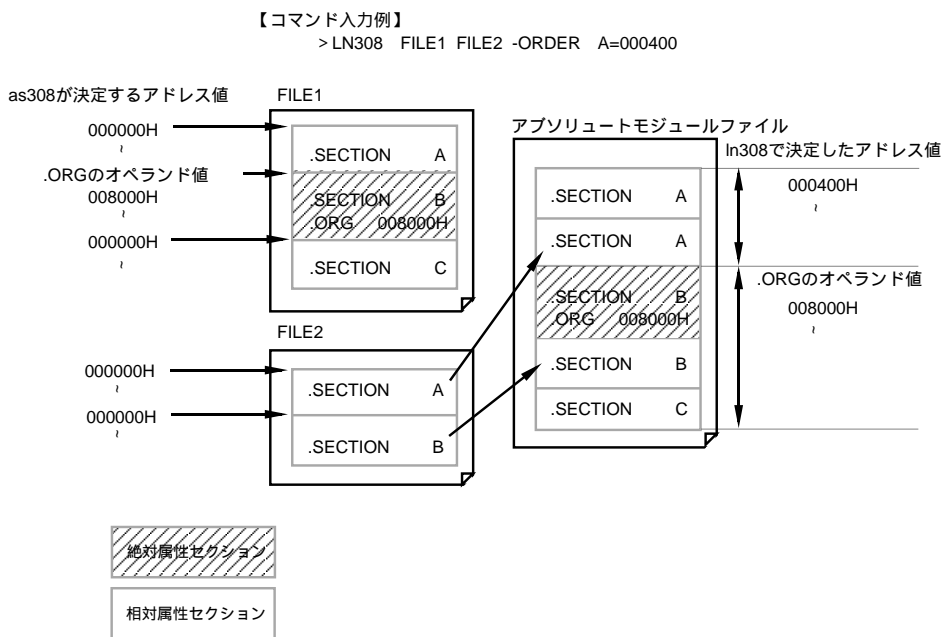 【コマンド入力例】
>LN308 FILE1 FILE2 -ORDER A=000400
as308が決定するアドレス値
000000H
~
.ORGのオペランド値
008000H
~
000000H
~
FILE1
.SECTION A
.SECTION B
.ORG 008000H
.SECTION C
000000H
~
000000H
~
FILE2
.SECTION A
.SECTION B
アブソリュートモジュールファイル
.SECTION A
.SECTION A
.SECTION B
.ORG 008000H
.SECTION B
.SECTION C
ln308で決定したアドレス値
000400H
~
.ORGのオペランド値
008000H
~
絶対属性セクション
相対属性セクション